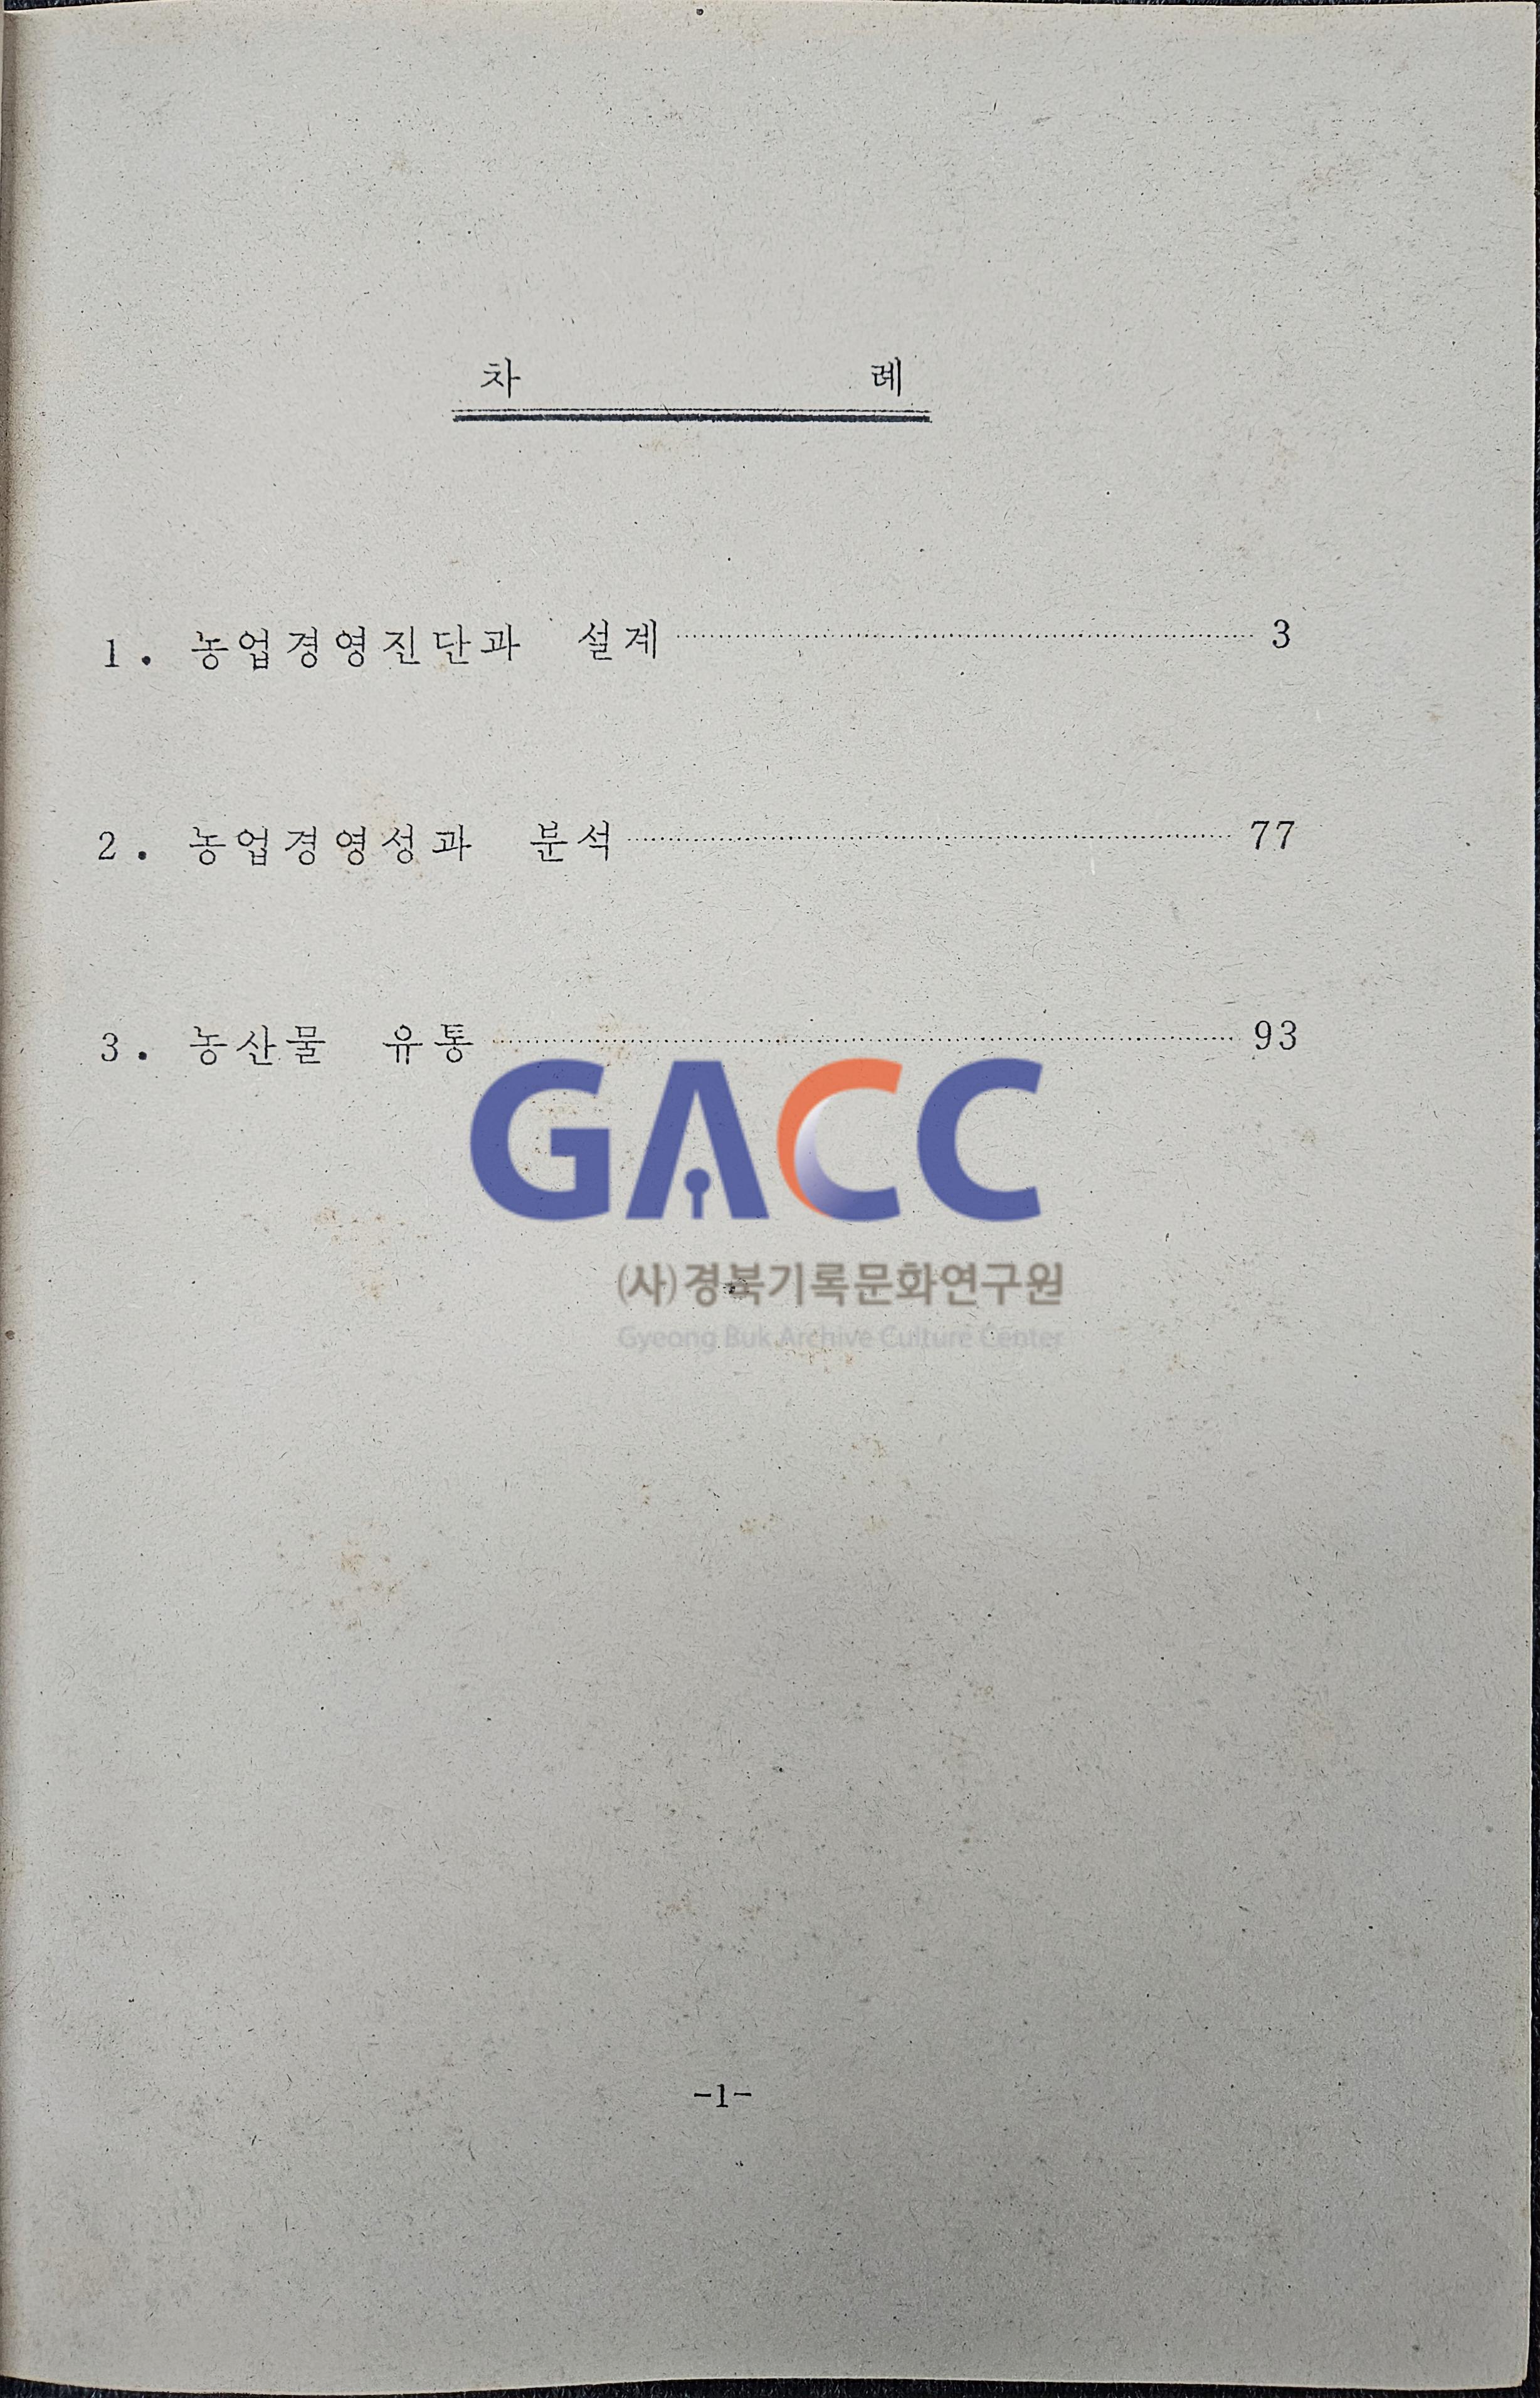 차 례
1. 농업경영진단과 설계 3
2. 농업경영성과 분석 77
3. 농산물 유통 93
GACC
(사)경북기록문화연구원
Gyeong Buk Archive Culture Center
-1-